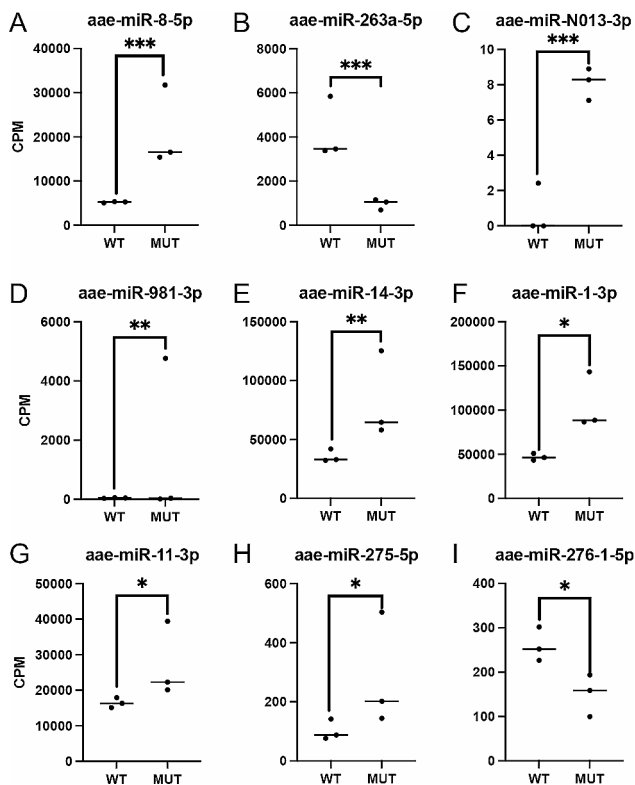 A aae-miR-8-5p
B aae-miR-263a-5p
C aae-miR-N013-3p
CPM
40000
30000
20000
10000
0
***
WT MUT
8000
6000
4000
2000
0
***
WT MUT
10
8
6
4
2
0
***
WT MUT
D aae-miR-981-3p
E aae-miR-14-3p
F aae-miR-1-3p
CPM
6000
4000
2000
0
**
WT MUT
150000
100000
50000
0
**
WT MUT
200000
150000
100000
50000
0
*
WT MUT
G aae-miR-11-3p
H aae-miR-275-5p
I aae-miR-276-1-5p
CPM
50000
40000
30000
20000
10000
0
*
WT MUT
600
400
200
0
*
WT MUT
400
300
200
100
0
*
WT MUT